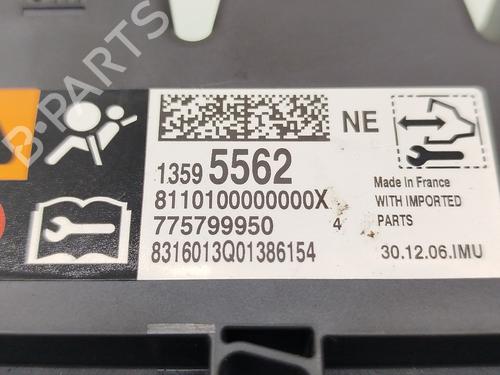 NE
1359 5562
8110100000000X
775799950 4
8316013Q01386154
Made In France
WITH IMPORTED
PARTS
30.12.06.IMU
B-PARTS